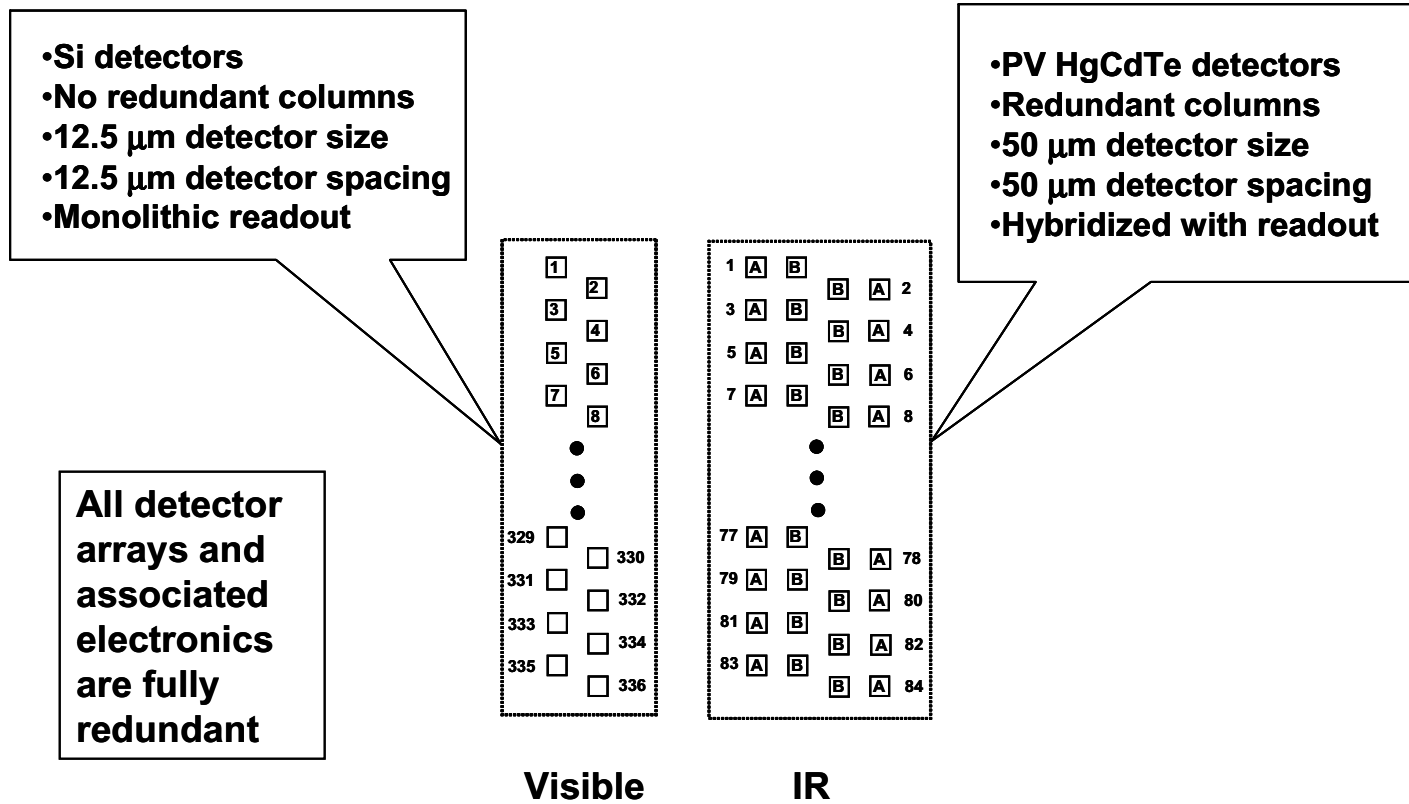 •Si detectors
•No redundant columns
•12.5 μm detector size
•12.5 μm detector spacing
•Monolithic readout
•PV HgCdTe detectors
•Redundant columns
•50 μm detector size
•50 μm detector spacing
•Hybridized with readout
All detector
arrays and
associated
electronics
are fully
redundant
1
2
3
4
5
6
7
8
329
330
331
332
333
334
335
336
Visible
1 A B
B A 2
3 A B
B A 4
5 A B
B A 6
7 A B
B A 8
77 A B
B A 78
79 A B
B A 80
81 A B
B A 82
83 A B
B A 84
IR